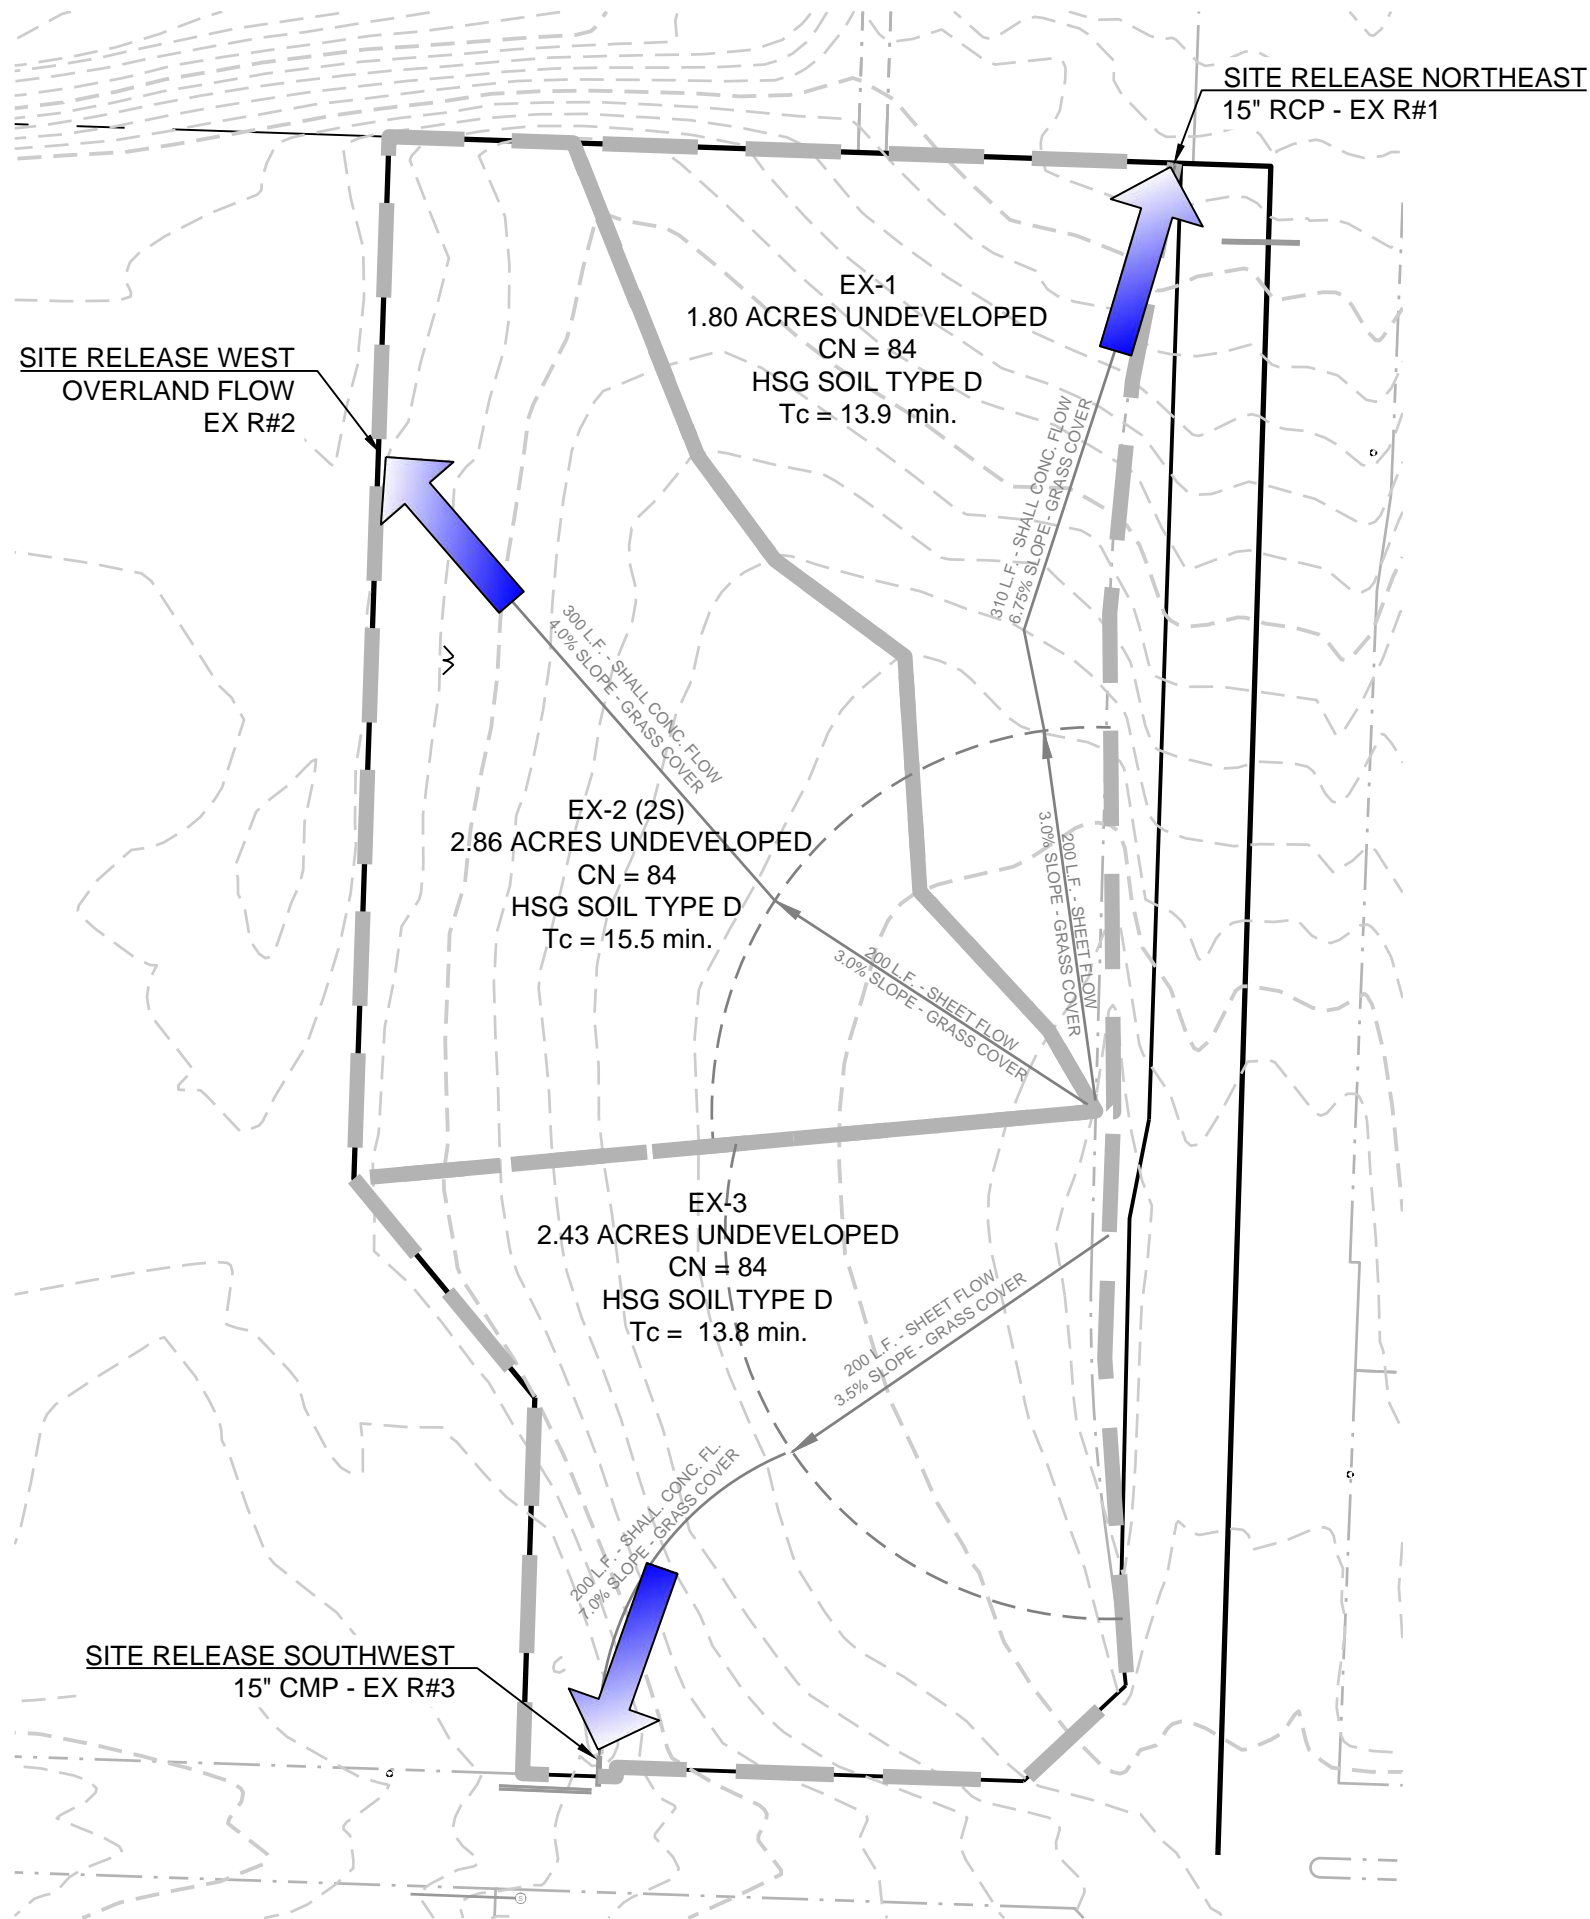 SITE RELEASE NORTHEAST
15" RCP - EX R#1
EX-1
1.80 ACRES UNDEVELOPED
CN = 84
HSG SOIL TYPE D
Tc = 13.9  min.
SITE RELEASE WEST
OVERLAND FLOW
EX R#2
310 L.F. - SHALL CONC. FLOW
6.75% SLOPE - GRASS COVER
300 L.F. - SHALL CONC. FLOW
4.0% SLOPE - GRASS COVER
EX-2 (2S)
2.86 ACRES UNDEVELOPED
CN = 84
HSG SOIL TYPE D
Tc = 15.5 min.
200 L.F. - SHEET FLOW
3.0% SLOPE - GRASS COVER
200 L.F. - SHEET FLOW
3.0% SLOPE - GRASS COVER
EX-3
2.43 ACRES UNDEVELOPED
CN = 84
HSG SOIL TYPE D
Tc =  13.8 min.
200 L.F. - SHEET FLOW
3.5% SLOPE - GRASS COVER
200 L.F. - SHALL. CONC. FL.
7.0% SLOPE - GRASS COVER
SITE RELEASE SOUTHWEST
15" CMP - EX R#3
S